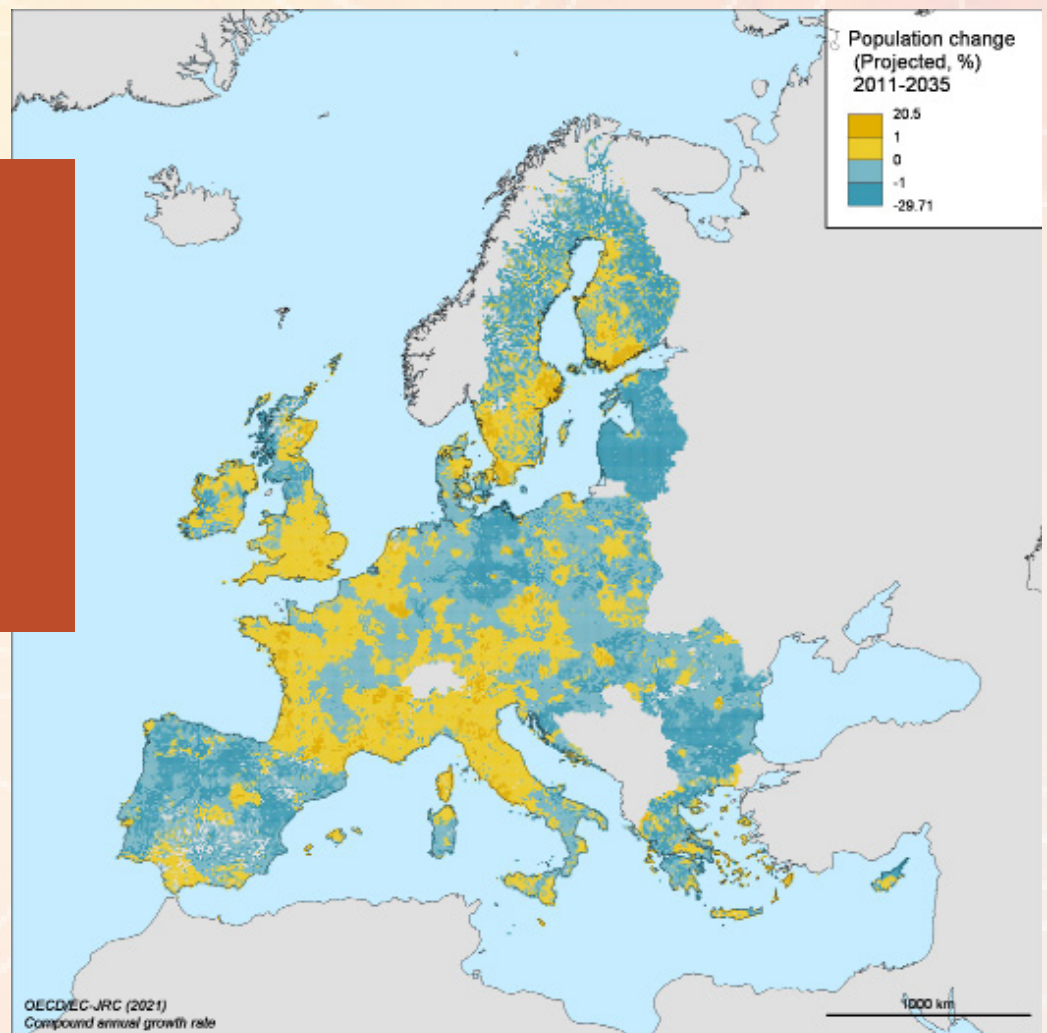 Population change
(Projected, %)
2011-2035
20.5
1
0
-1
-29.71
OECD/EC-JRC (2021)
Compound annual growth rate
1000 km